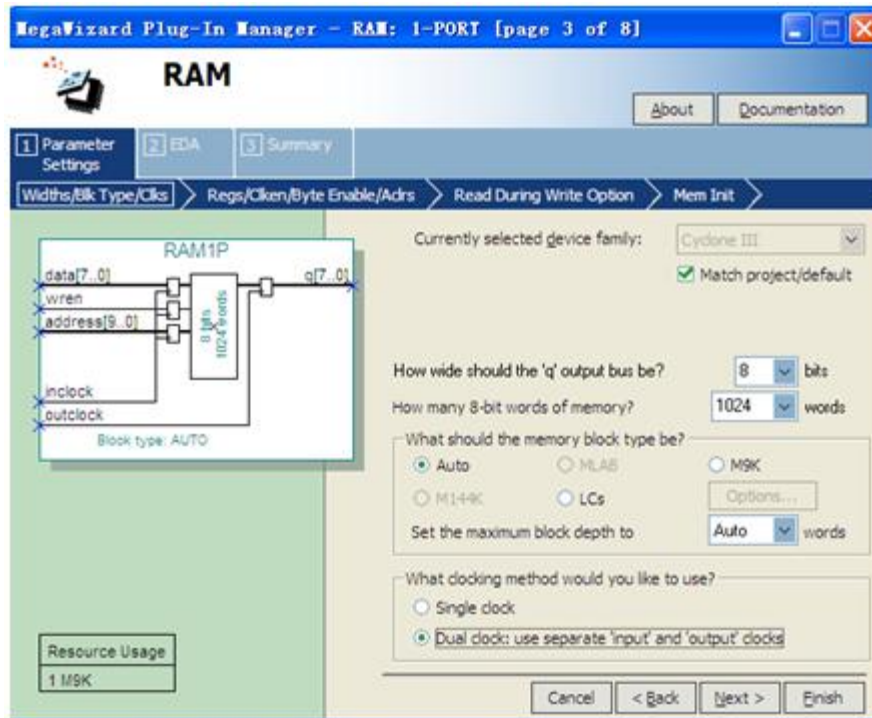 MegaWizard Plug-In Manager - RAM: 1-PORT [page 3 of 8]
RAM
About
Documentation
1 Parameter Settings
2 EDA
3 Summary
Widths/Blk Type/Clks
Regs/Clken/Byte Enable/Adrs
Read During Write Option
Mem Init
RAM1P
data[7..0]
wren
address[9..0]
inclock
outclock
8 bits
1024 words
q[7..0]
Block type: AUTO
Currently selected device family:
Cyclone III
Match project/default
How wide should the 'q' output bus be?
8
bits
How many 8-bit words of memory?
1024
words
What should the memory block type be?
Auto
MLAB
M9K
M144K
LCs
Options...
Set the maximum block depth to
Auto
words
What clocking method would you like to use?
Single clock
Dual clock: use separate 'input' and 'output' clocks
Resource Usage
1 M9K
Cancel
< Back
Next >
Finish